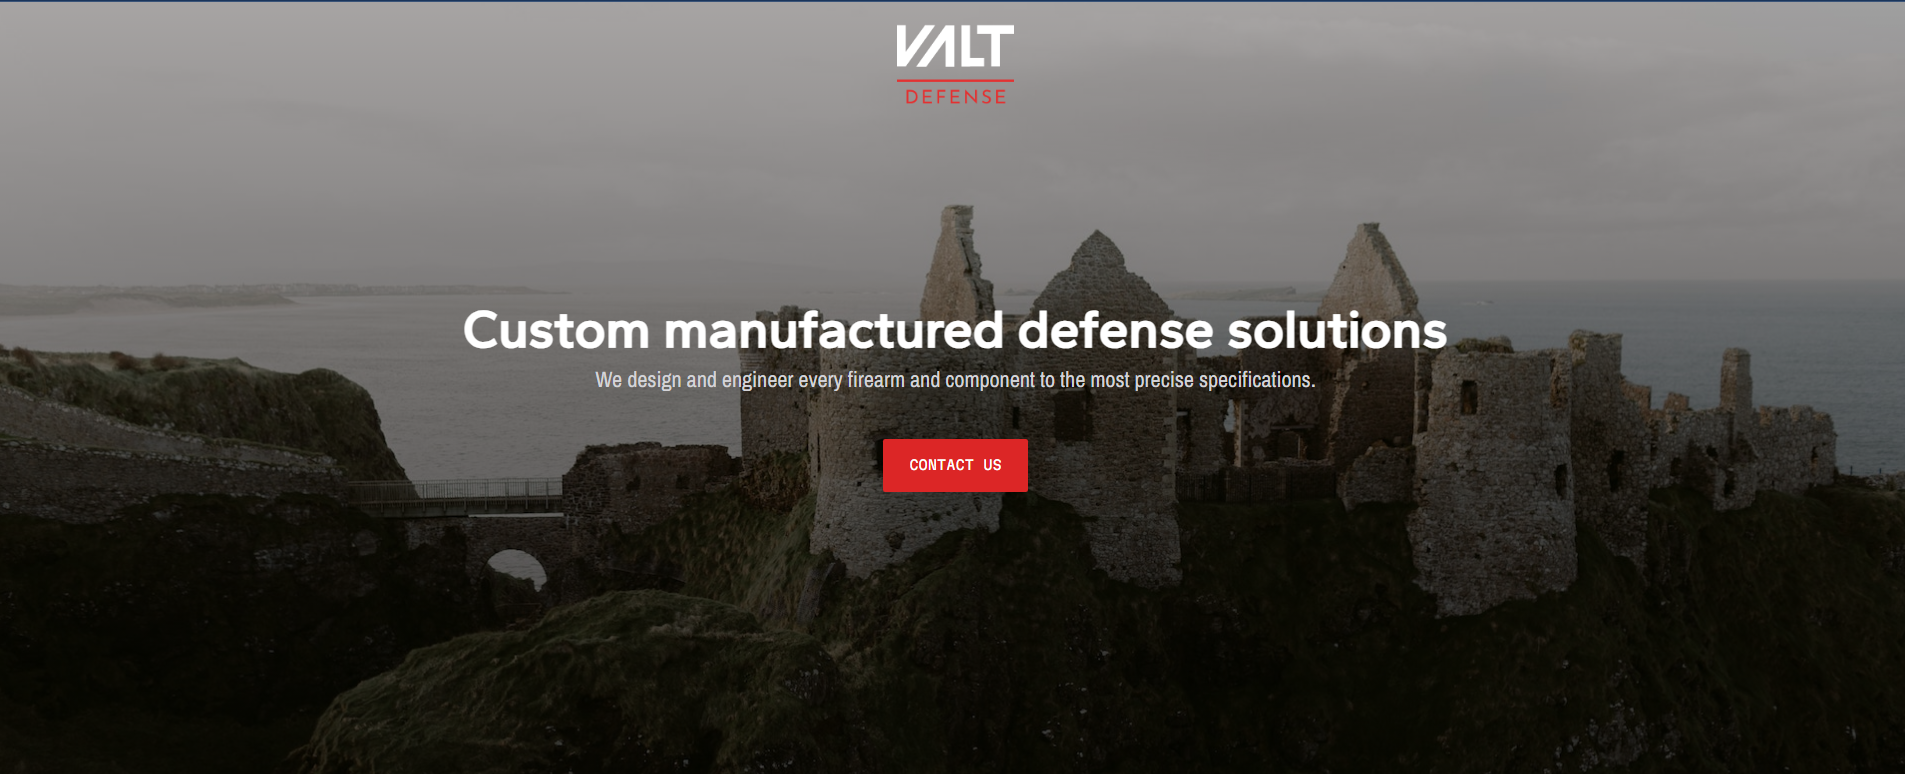 VALT
DEFENSE
Custom manufactured defense solutions
We design and engineer every firearm and component to the most precise specifications.
CONTACT US